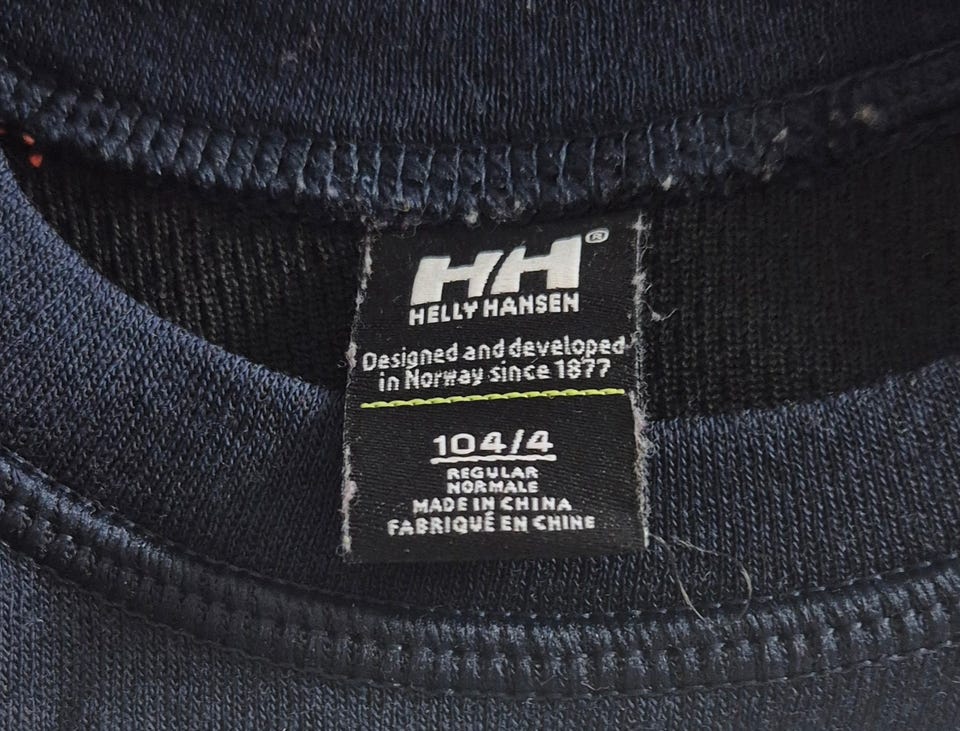 HH®
HELLY HANSEN
Designed and developed
in Norway since 1877
104/4
REGULAR
NORMALE
MADE IN CHINA
FABRIQUÉ EN CHINE